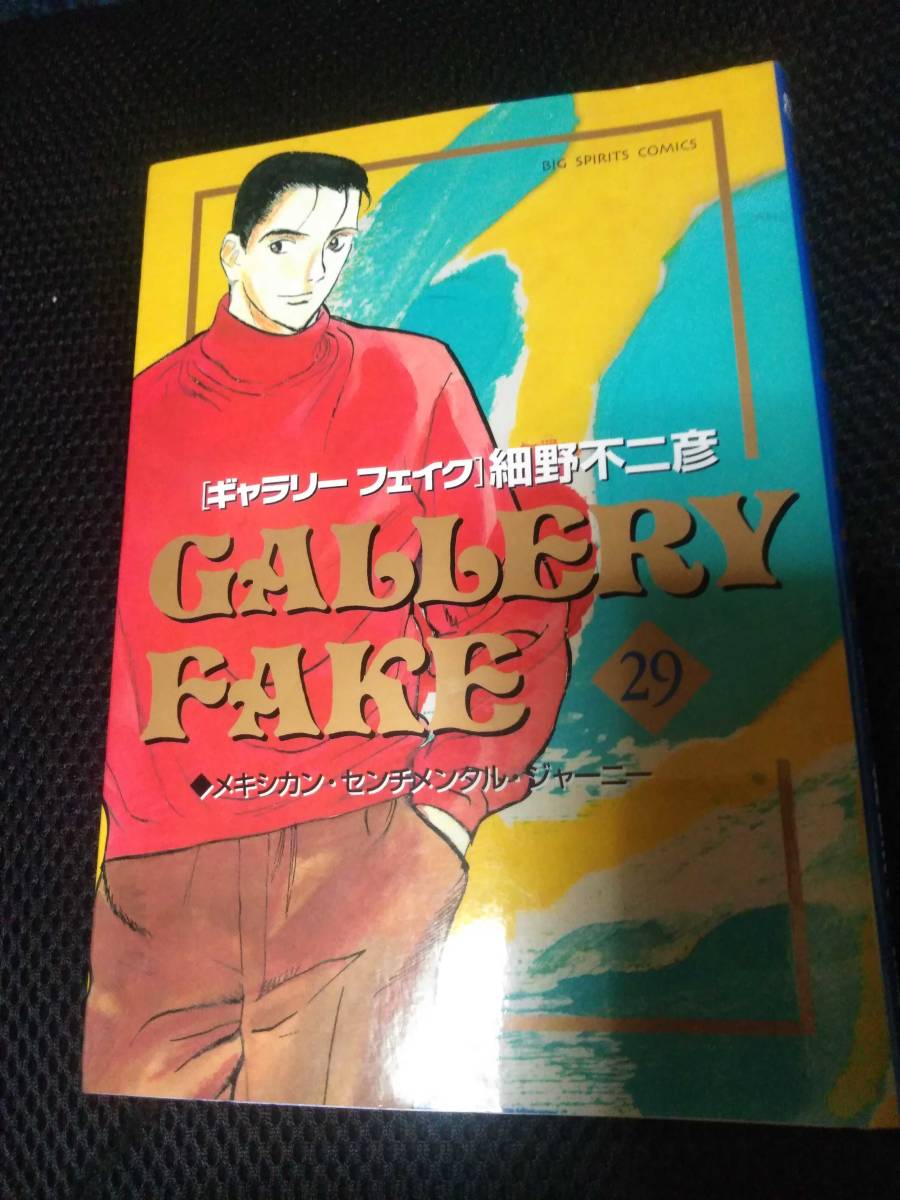 BIG SPIRITS COMICS
[ギャラリー フェイク]細野不二彦
GALLERY
FAKE
29
◆メキシカン・センチメンタル・ジャーニー